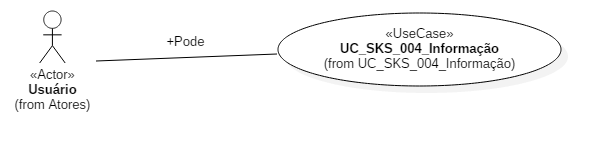 +Pode
«Actor»
Usuário
(from Atores)
«UseCase»
UC_SKS_004_Informação
(from UC_SKS_004_Informação)